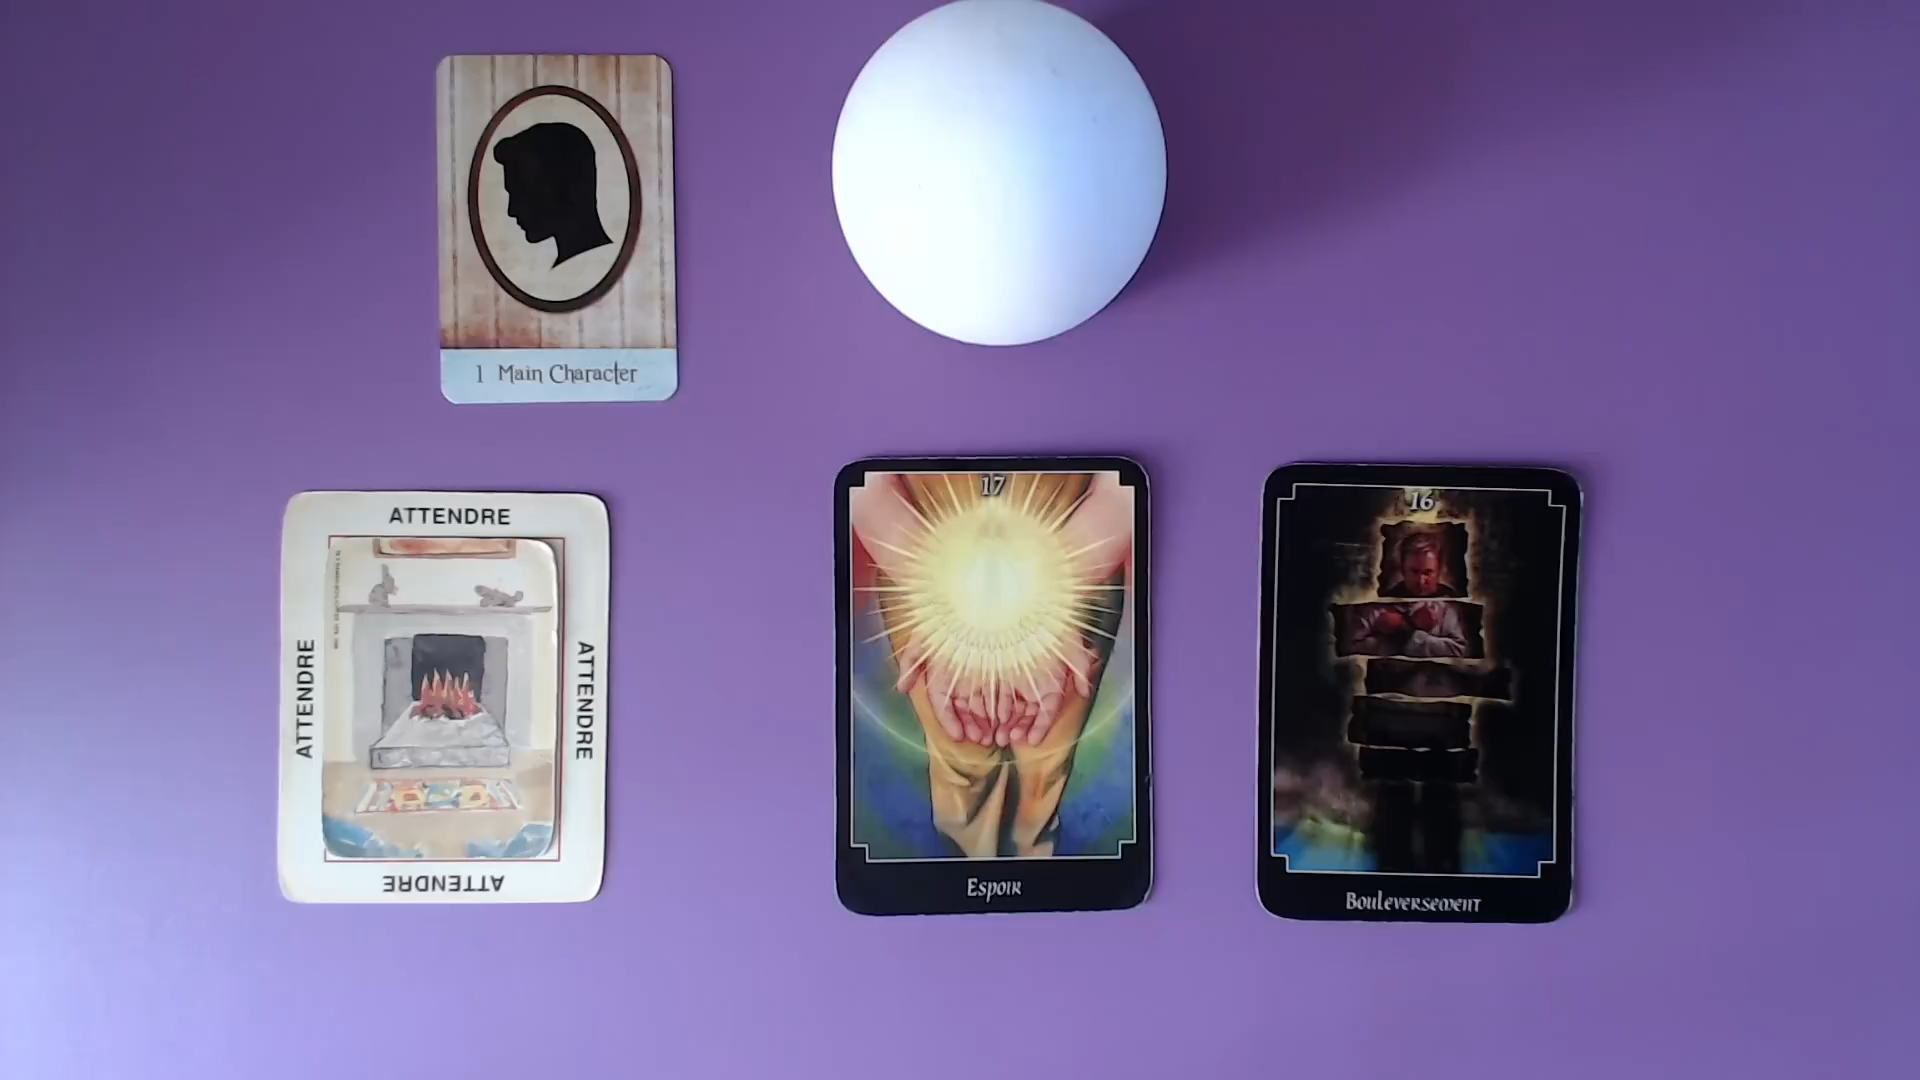 1 Main Character
ATTENDRE
ATTENDRE
ATTENDRE
ATTENDRE
17
Espoir
16
Bouleversement